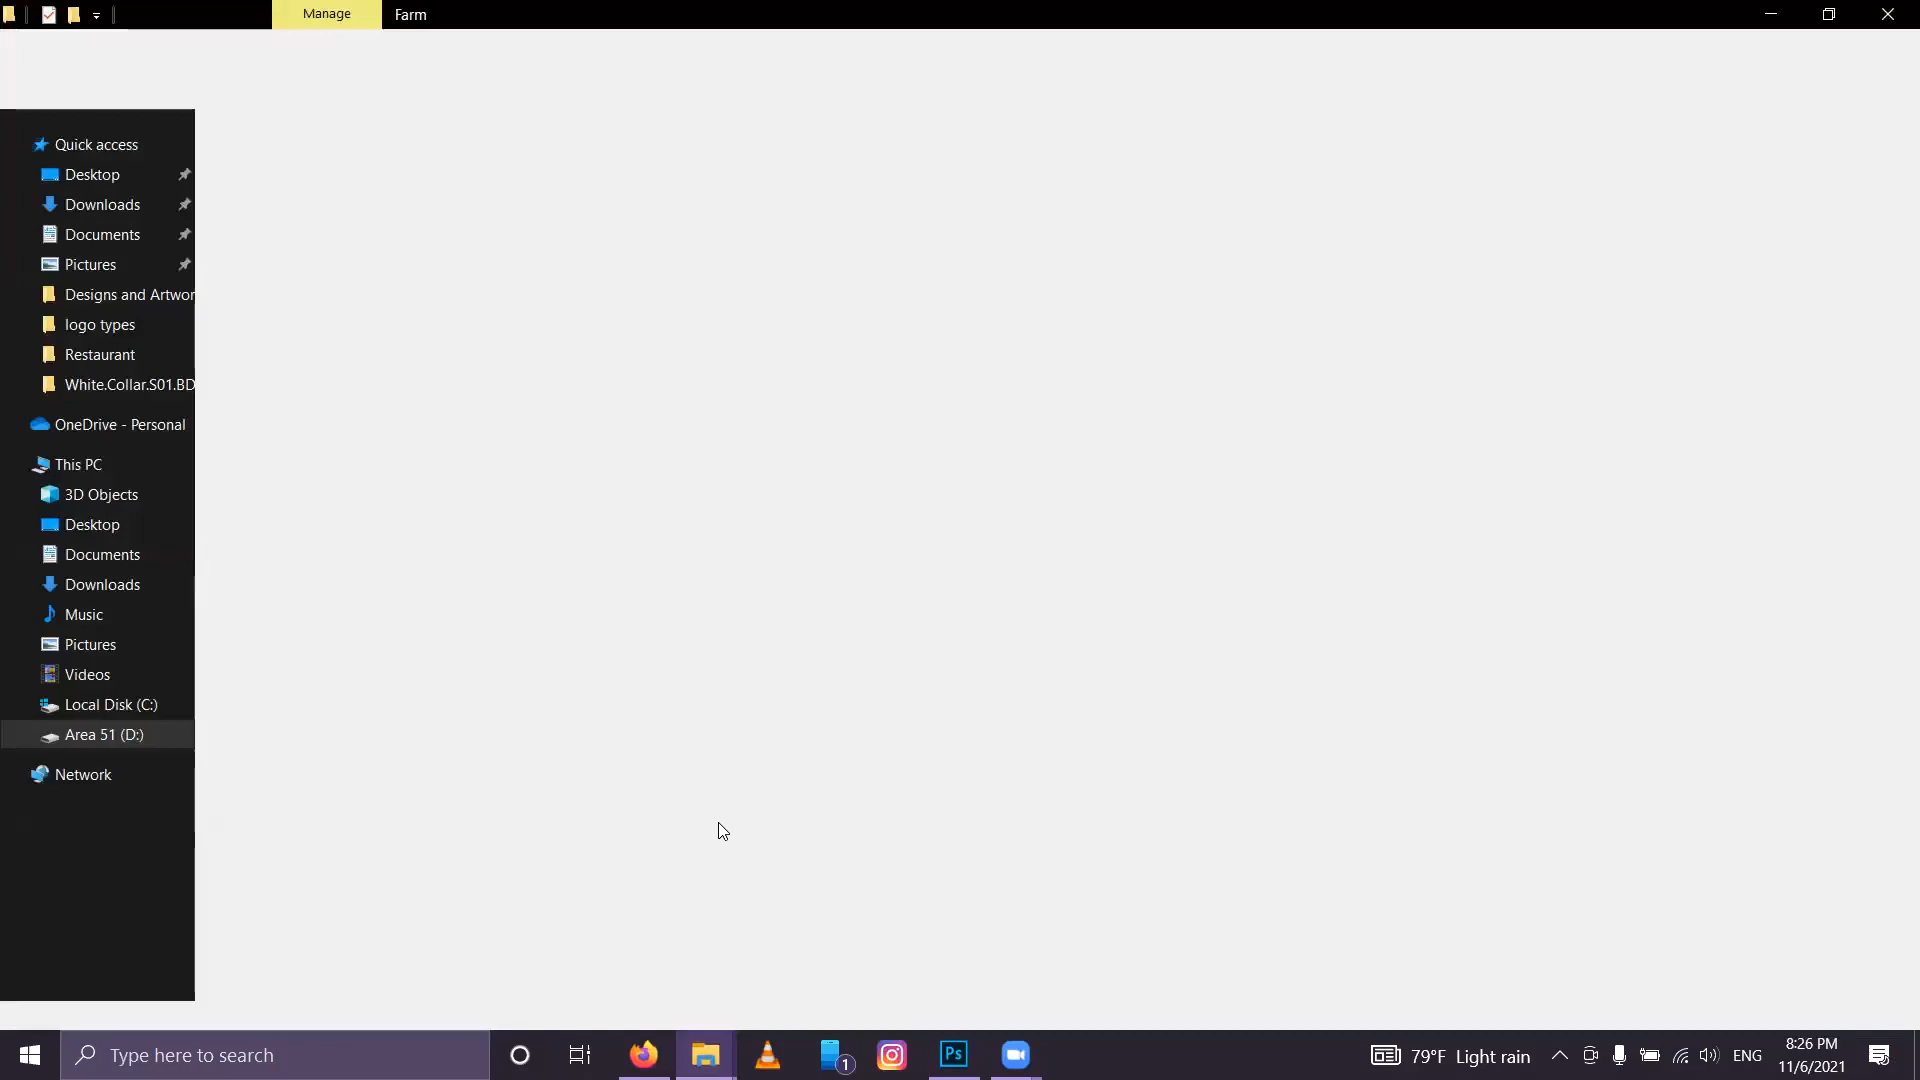 Manage
Farm
Quick access
Desktop
Downloads
Documents
Pictures
Designs and Artwor
logo types
Restaurant
White.Collar.S01.BD
OneDrive - Personal
This PC
3D Objects
Desktop
Documents
Downloads
Music
Pictures
Videos
Local Disk (C:)
Area 51 (D:)
Network
Type here to search
1
Ps
79°F Light rain
ENG
8:26 PM
11/6/2021